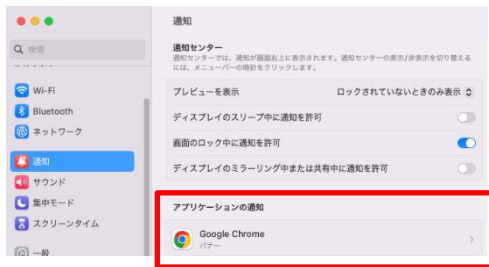 通知
検索
通知センター
通知センターでは、通知が画面右上に表示されます。通知センターの表示/非表示を切り替える
には、メニューバーの時計をクリックします。
Wi-Fi
Bluetooth
ネットワーク
通知
サウンド
集中モード
スクリーンタイム
一般
プレビューを表示 ロックされていないときのみ表示
ディスプレイのスリープ中に通知を許可
画面のロック中に通知を許可
ディスプレイのミラーリング中または共有中に通知を許可
アプリケーションの通知
Google Chrome
バナー